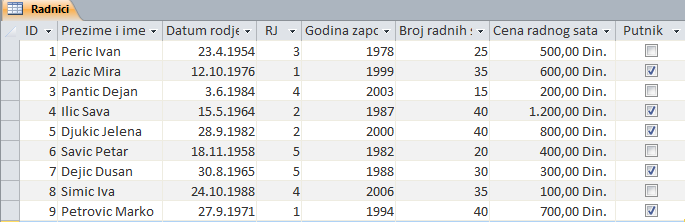 Radnici
ID Prezime i ime Datum rodje RJ Godina zapo Broj radnih s Cena radnog sata Putnik
1 Peric Ivan 23.4.1954 3 1978 25 500,00 Din.
2 Lazic Mira 12.10.1976 1 1999 35 600,00 Din.
3 Pantic Dejan 3.6.1984 4 2003 15 200,00 Din.
4 Ilic Sava 15.5.1964 2 1987 40 1.200,00 Din.
5 Djukic Jelena 28.9.1982 2 2000 40 800,00 Din.
6 Savic Petar 18.11.1958 5 1982 20 400,00 Din.
7 Dejic Dusan 30.8.1965 5 1988 30 300,00 Din.
8 Simic Iva 24.10.1988 4 2006 35 100,00 Din.
9 Petrovic Marko 27.9.1971 1 1994 40 700,00 Din.